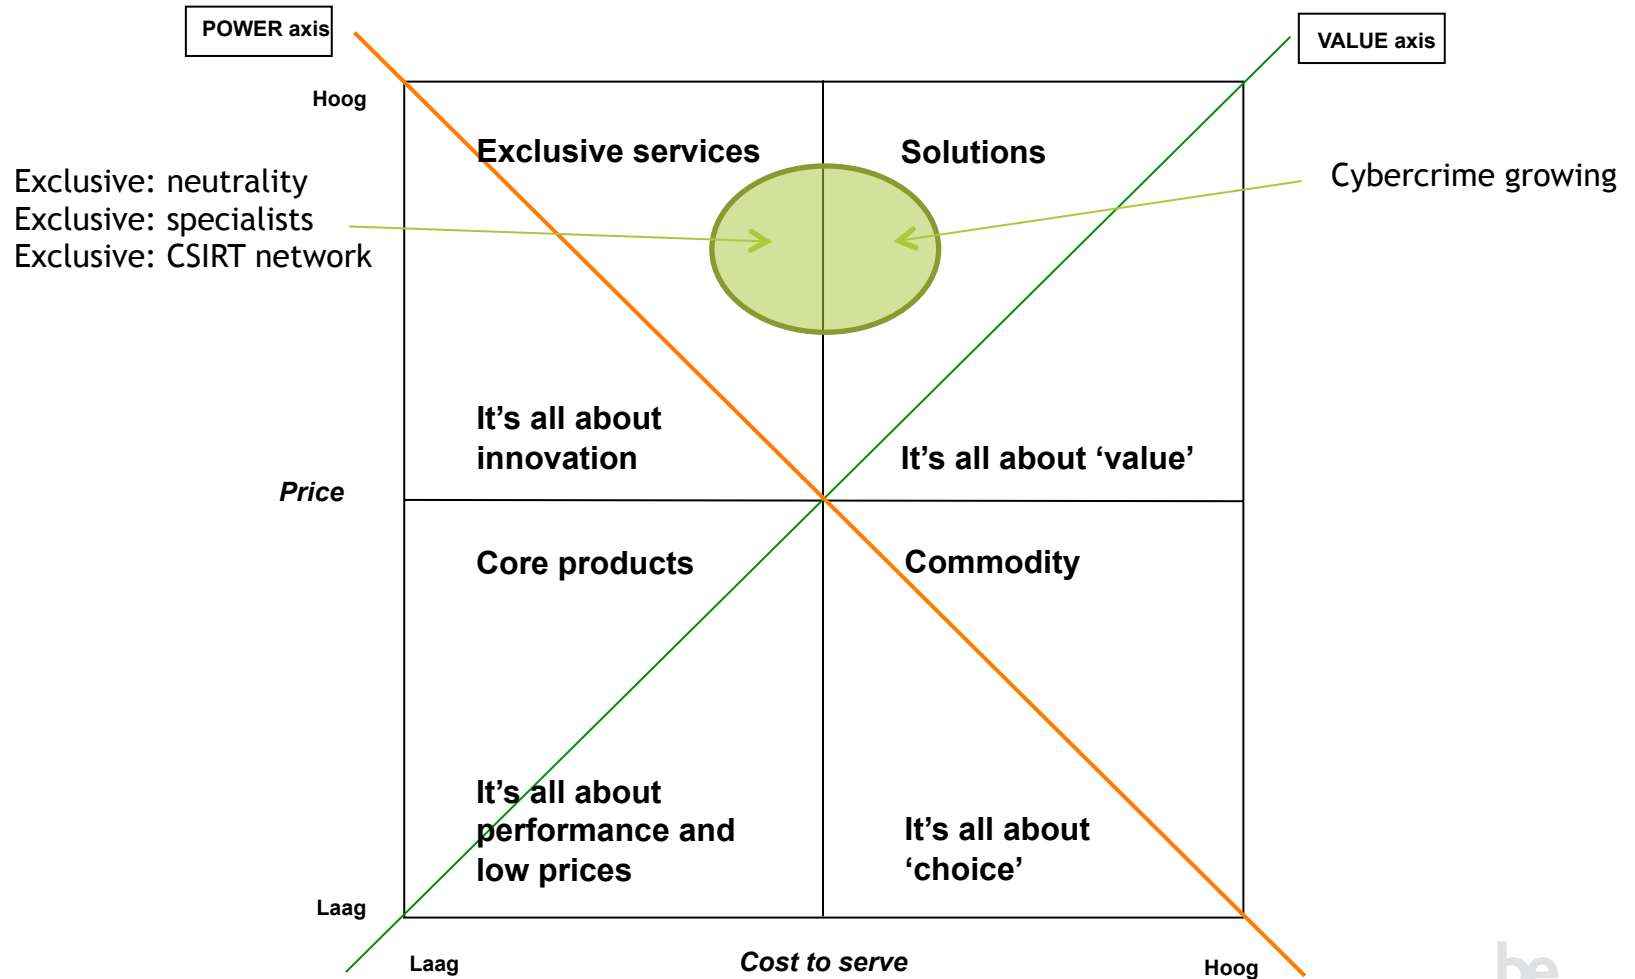 POWER axis
VALUE axis
Hoog
Exclusive services
Solutions
Exclusive: neutrality
Exclusive: specialists
Exclusive: CSIRT network
Cybercrime growing
It’s all about
innovation
It’s all about ‘value’
Price
Core products
Commodity
It’s all about
performance and
low prices
It’s all about
‘choice’
Laag
Laag
Cost to serve
Hoog
be